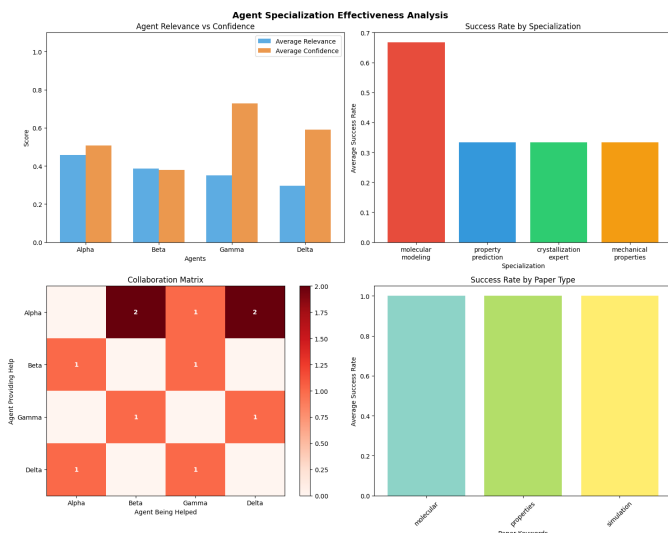 Agent Specialization Effectiveness Analysis
Agent Relevance vs Confidence
Average Relevance
Average Confidence
Score
1.0
0.8
0.6
0.4
0.2
0.0
Alpha
Beta
Gamma
Delta
Agents
Success Rate by Specialization
Average Success Rate
0.7
0.6
0.5
0.4
0.3
0.2
0.1
0.0
molecular
modeling
property
prediction
crystallization
expert
mechanical
properties
Specialization
Collaboration Matrix
Agent Providing Help
Alpha
2
1
2
Beta
1
1
Gamma
1
1
Delta
1
1
Alpha
Beta
Gamma
Delta
Agent Being Helped
2.00
1.75
1.50
1.25
1.00
0.75
0.50
0.25
0.00
Success Rate by Paper Type
Average Success Rate
1.0
0.8
0.6
0.4
0.2
0.0
molecular
properties
simulation